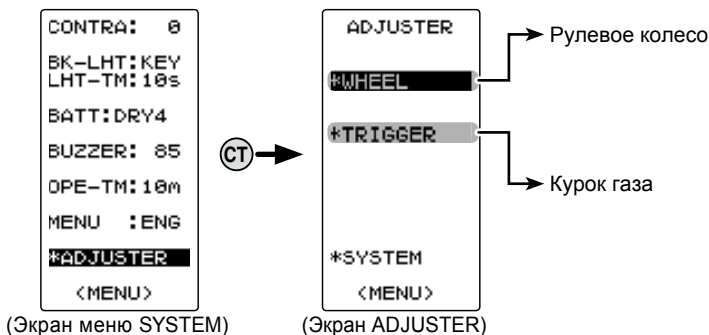 CONTRA: 0
BK-LHT:KEY
LHT-TM:10s
BATT:DRY4
BUZZER: 85
OPE-TM:10m
MENU :ENG
*ADJUSTER
<MENU>
(Экран меню SYSTEM)
CT
ADJUSTER
*WHEEL
*TRIGGER
*SYSTEM
<MENU>
(Экран ADJUSTER)
Рулевое колесо
Курок газа